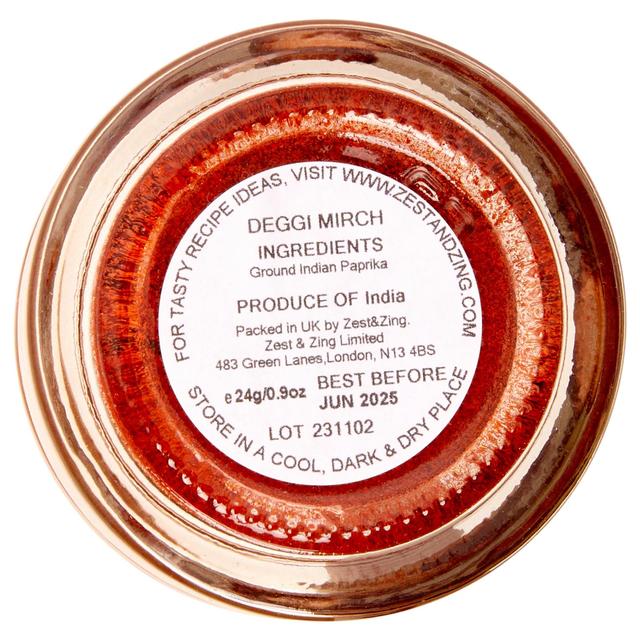 FOR TASTY RECIPE IDEAS, VISIT WWW.ZESTANDZING.COM
DEGGI MIRCH
INGREDIENTS
Ground Indian Paprika
PRODUCE OF India
Packed in UK by Zest&Zing.
Zest & Zing Limited
483 Green Lanes,London, N13 4BS
e 24g/0.9oz BEST BEFORE
JUN 2025
LOT 231102
STORE IN A COOL, DARK & DRY PLACE